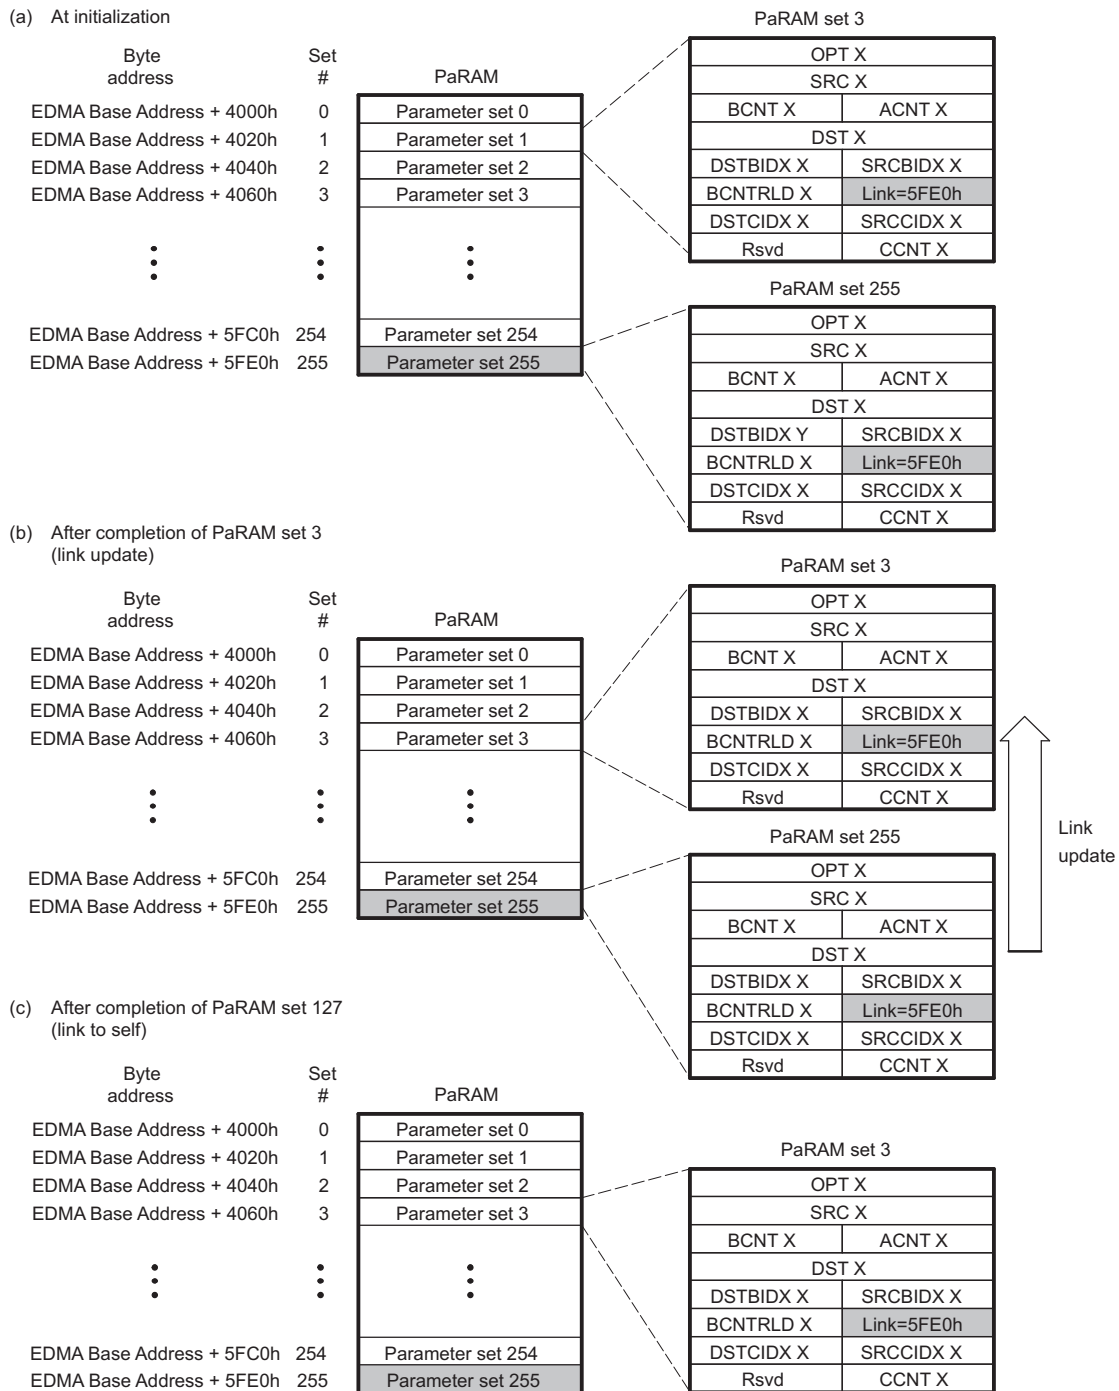 (a) At initialization
Byte address Set # PaRAM
EDMA Base Address + 4000h 0 Parameter set 0
EDMA Base Address + 4020h 1 Parameter set 1
EDMA Base Address + 4040h 2 Parameter set 2
EDMA Base Address + 4060h 3 Parameter set 3
EDMA Base Address + 5FC0h 254 Parameter set 254
EDMA Base Address + 5FE0h 255 Parameter set 255
PaRAM set 3
OPT X
SRC X
BCNT X ACNT X
DST X
DSTBIDX X SRCBIDX X
BCNTRLD X Link=5FE0h
DSTCIDX X SRCCIDX X
Rsvd CCNT X
PaRAM set 255
OPT X
SRC X
BCNT X ACNT X
DST X
DSTBIDX Y SRCBIDX X
BCNTRLD X Link=5FE0h
DSTCIDX X SRCCIDX X
Rsvd CCNT X
(b) After completion of PaRAM set 3
(link update)
Byte address Set # PaRAM
EDMA Base Address + 4000h 0 Parameter set 0
EDMA Base Address + 4020h 1 Parameter set 1
EDMA Base Address + 4040h 2 Parameter set 2
EDMA Base Address + 4060h 3 Parameter set 3
EDMA Base Address + 5FC0h 254 Parameter set 254
EDMA Base Address + 5FE0h 255 Parameter set 255
PaRAM set 3
OPT X
SRC X
BCNT X ACNT X
DST X
DSTBIDX X SRCBIDX X
BCNTRLD X Link=5FE0h
DSTCIDX X SRCCIDX X
Rsvd CCNT X
PaRAM set 255
OPT X
SRC X
BCNT X ACNT X
DST X
DSTBIDX X SRCBIDX X
BCNTRLD X Link=5FE0h
DSTCIDX X SRCCIDX X
Rsvd CCNT X
Link
update
(c) After completion of PaRAM set 127
(link to self)
Byte address Set # PaRAM
EDMA Base Address + 4000h 0 Parameter set 0
EDMA Base Address + 4020h 1 Parameter set 1
EDMA Base Address + 4040h 2 Parameter set 2
EDMA Base Address + 4060h 3 Parameter set 3
EDMA Base Address + 5FC0h 254 Parameter set 254
EDMA Base Address + 5FE0h 255 Parameter set 255
PaRAM set 3
OPT X
SRC X
BCNT X ACNT X
DST X
DSTBIDX X SRCBIDX X
BCNTRLD X Link=5FE0h
DSTCIDX X SRCCIDX X
Rsvd CCNT X